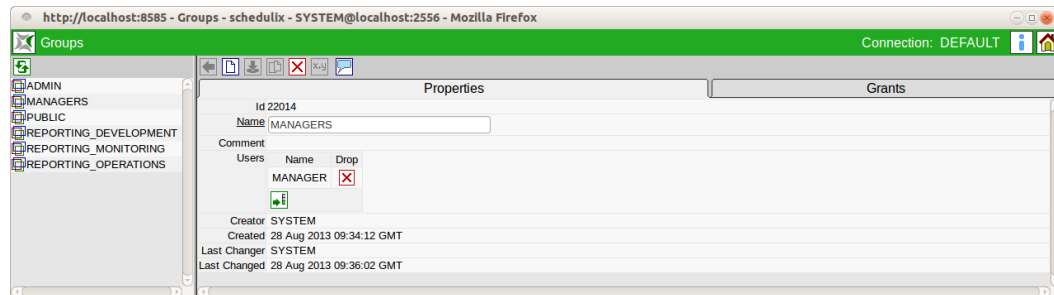 http://localhost:8585 - Groups - schedulix - SYSTEM@localhost:2556 - Mozilla Firefox
Groups
Connection: DEFAULT
ADMIN
MANAGERS
PUBLIC
REPORTING_DEVELOPMENT
REPORTING_MONITORING
REPORTING_OPERATIONS
x,y
Properties
Grants
Id 22014
Name MANAGERS
Comment
Users Name Drop
MANAGER
Creator SYSTEM
Created 28 Aug 2013 09:34:12 GMT
Last Changer SYSTEM
Last Changed 28 Aug 2013 09:36:02 GMT